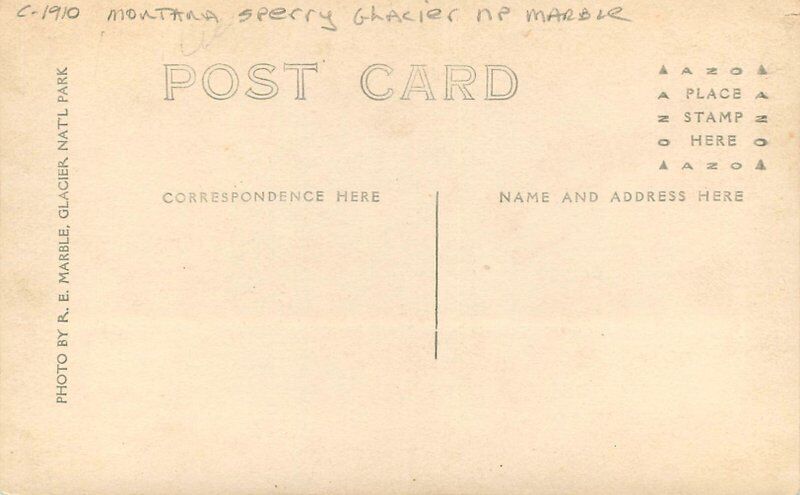 C-1910 MONTANA Sperry GLAcier NP MARBLE
POST CARD
AZO
A PLACE A
Z STAMP Z
O HERE O
AZO
CORRESPONDENCE HERE
NAME AND ADDRESS HERE
PHOTO BY R. E. MARBLE, GLACIER NAT'L PARK